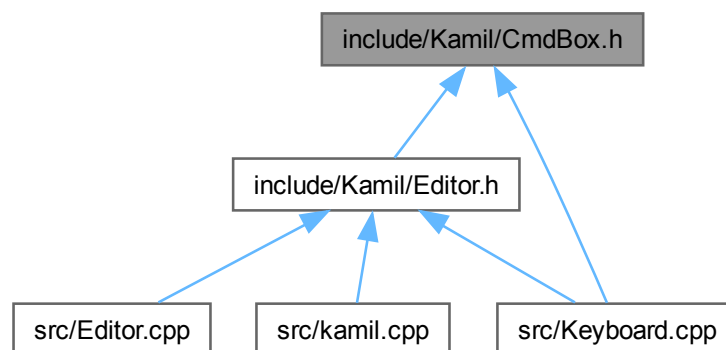 include/Kamil/CmdBox.h
include/Kamil/Editor.h
src/Editor.cpp
src/kamil.cpp
src/Keyboard.cpp